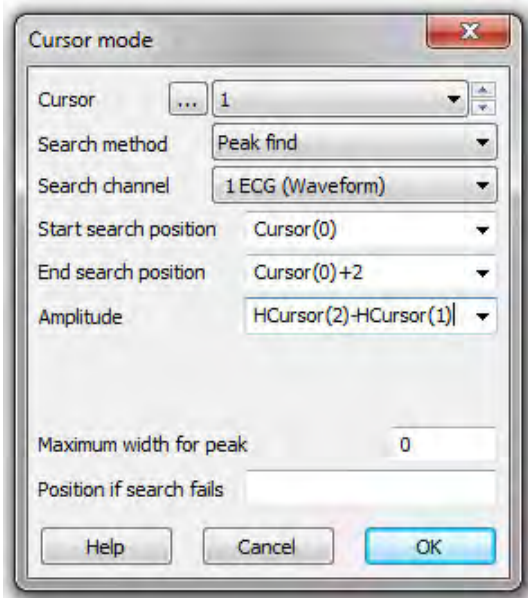 Cursor mode
Cursor ... 1
Search method Peak find
Search channel 1 ECG (Waveform)
Start search position Cursor(0)
End search position Cursor(0)+2
Amplitude HCursor(2)-HCursor(1)
Maximum width for peak 0
Position if search fails
Help Cancel OK